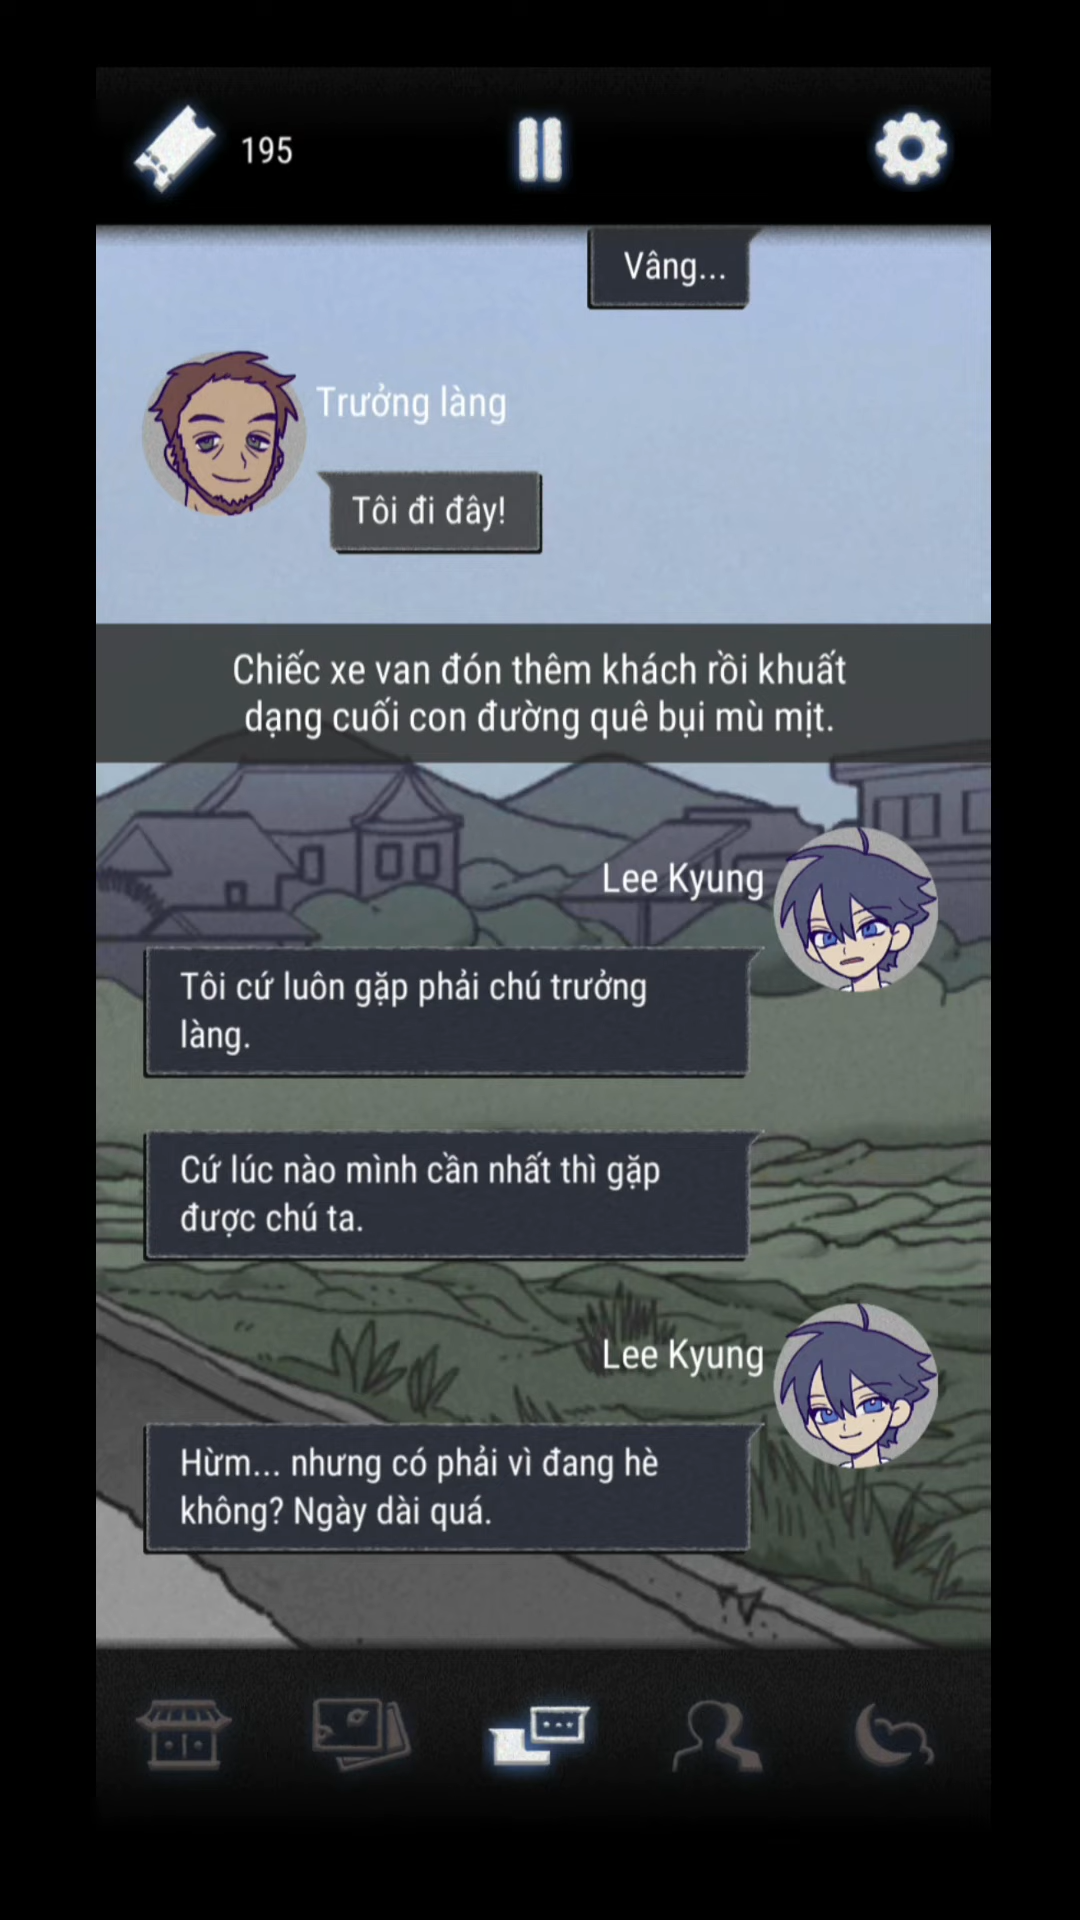 195
Vâng...
Trưởng làng
Tôi đi đây!
Chiếc xe van đón thêm khách rồi khuất
dạng cuối con đường quê bụi mù mịt.
Lee Kyung
Tôi cứ luôn gặp phải chú trưởng
làng.
Cứ lúc nào mình cần nhất thì gặp
được chú ta.
Lee Kyung
Hừm... nhưng có phải vì đang hè
không? Ngày dài quá.